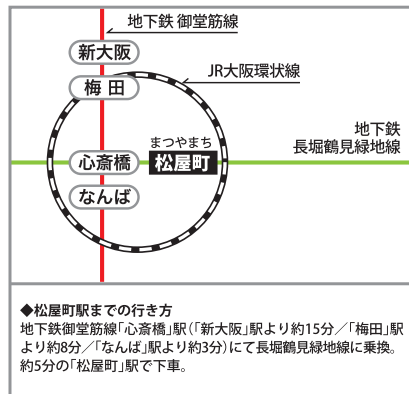 地下鉄 御堂筋線
新大阪
JR大阪環状線
梅田
まつやまち
地下鉄
長堀鶴見緑地線
心斎橋
松屋町
なんば
◆松屋町駅までの行き方
地下鉄御堂筋線「心斎橋」駅(「新大阪」駅より約15分／「梅田」駅
より約8分／「なんば」駅より約3分)にて長堀鶴見緑地線に乗換。
約5分の「松屋町」駅で下車。